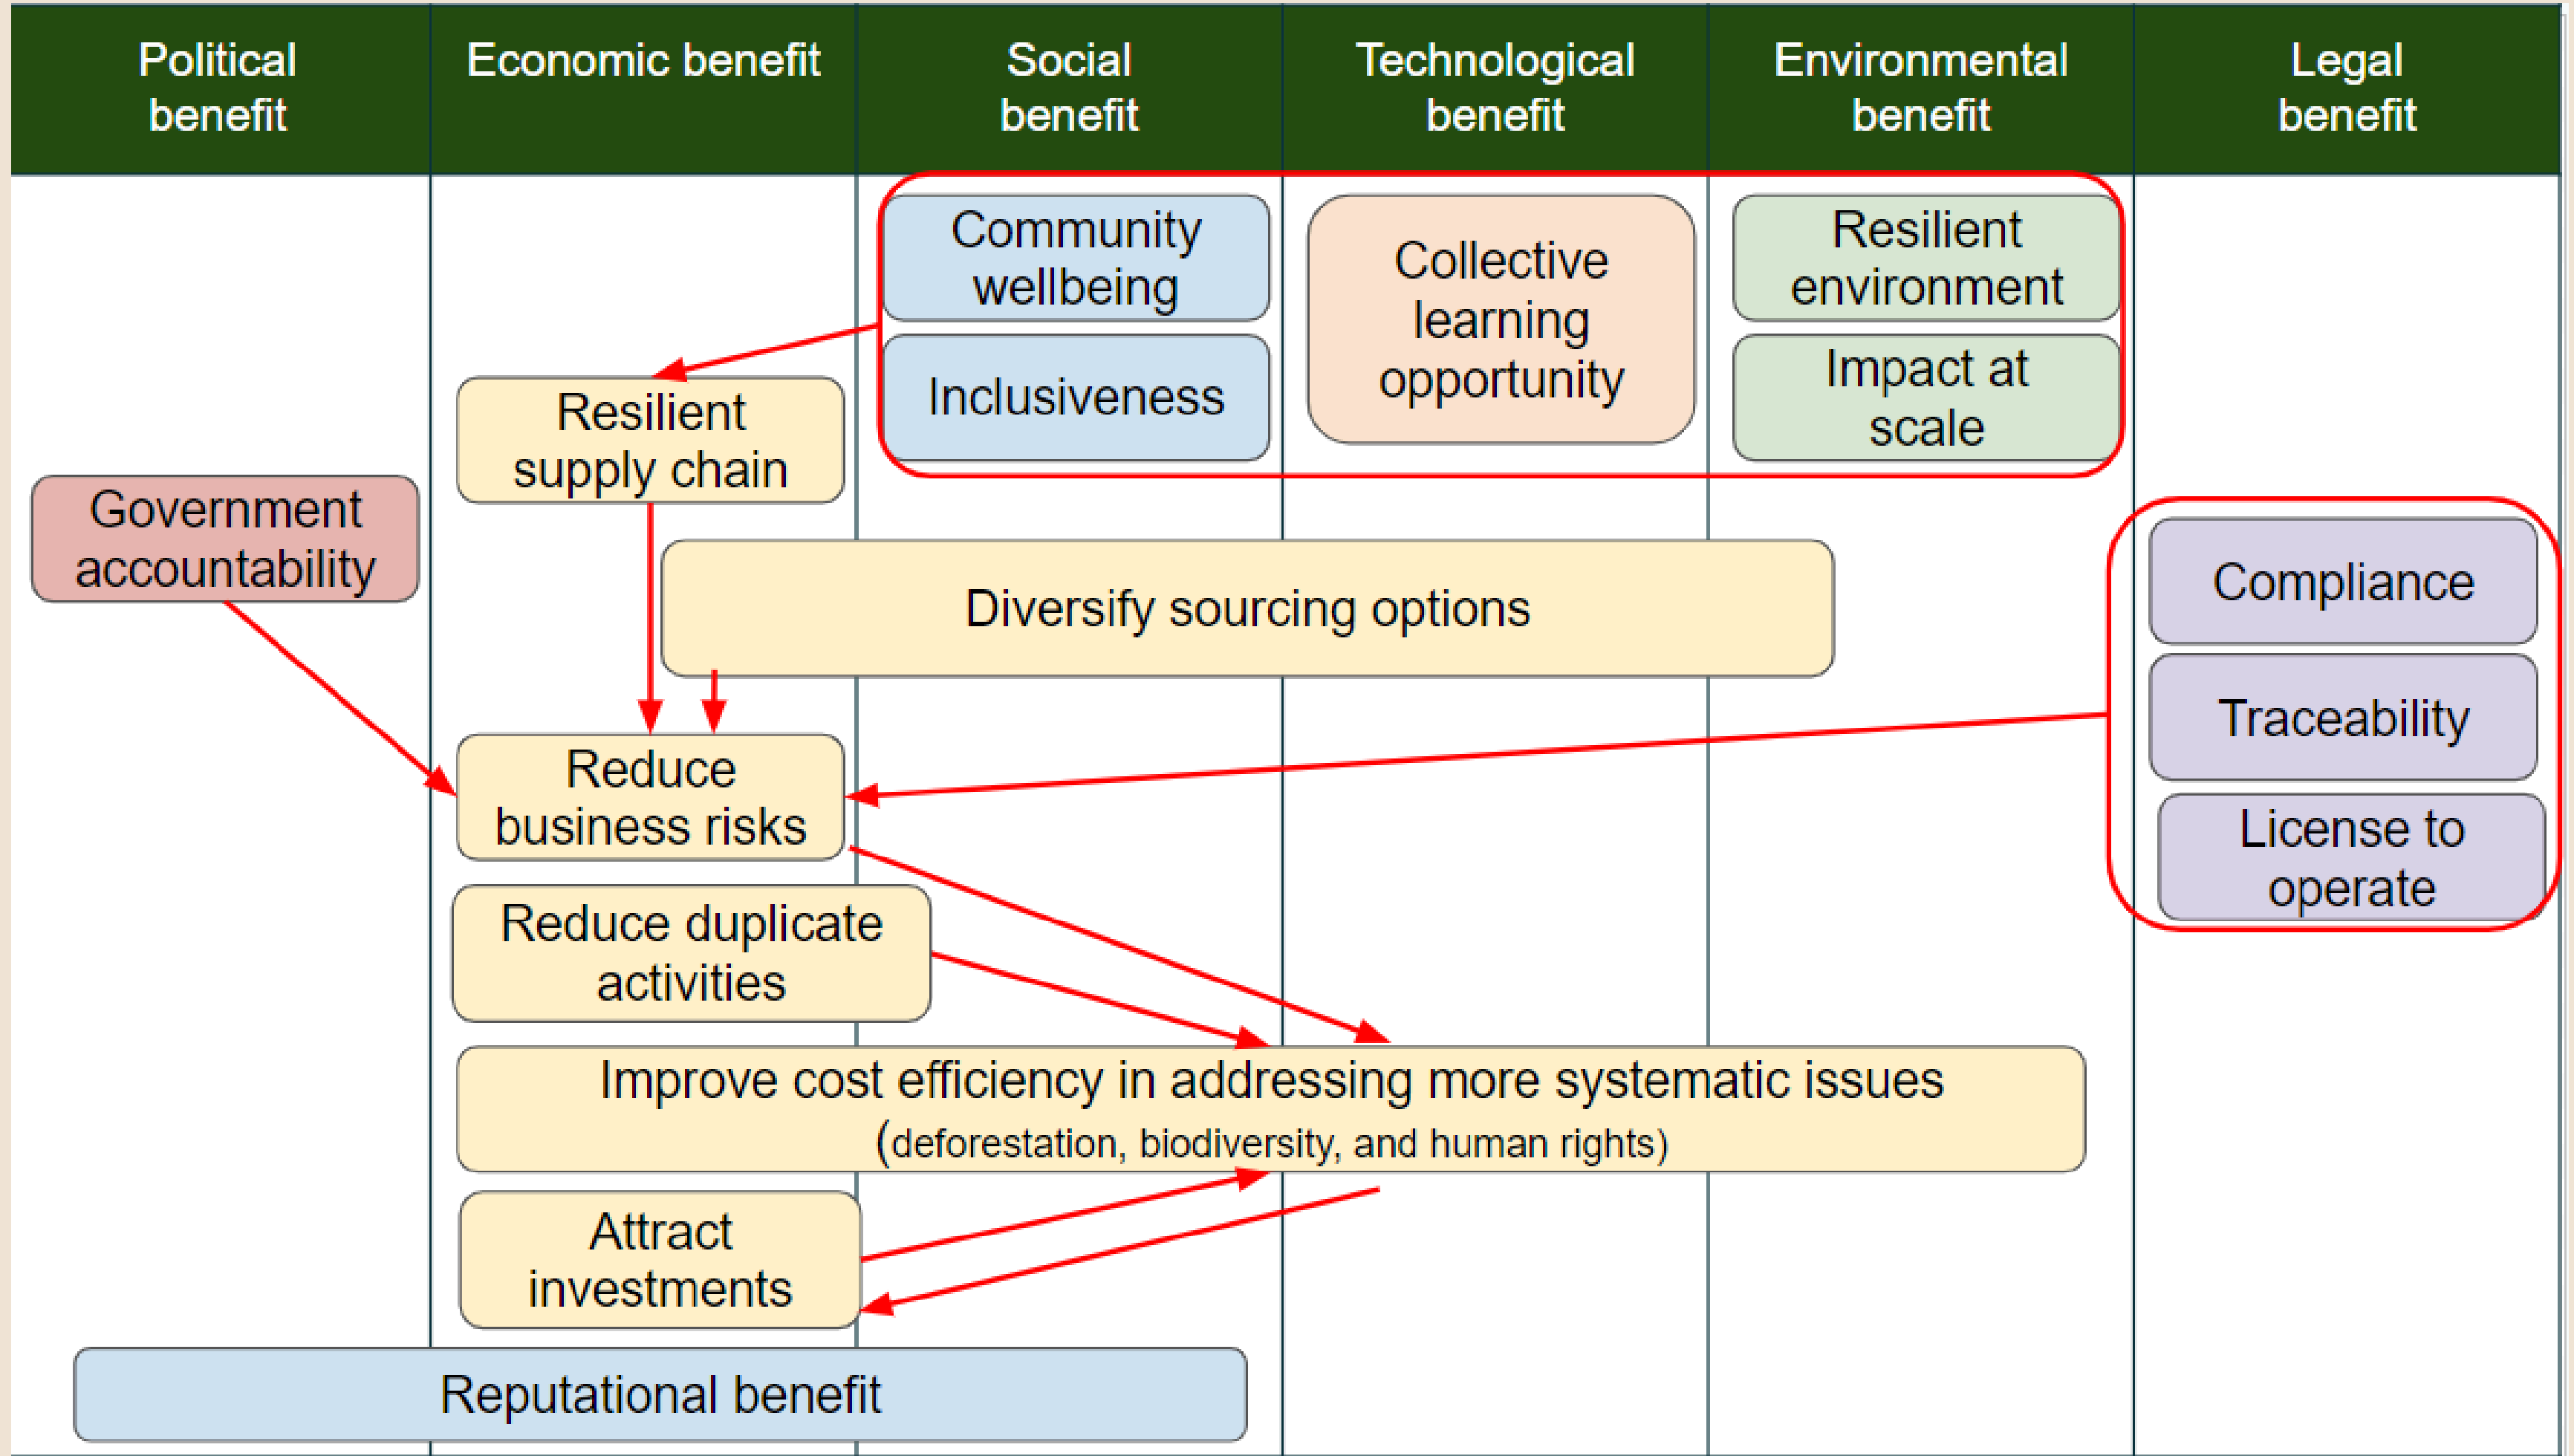 Political
benefit
Economic benefit
Social
benefit
Technological
benefit
Environmental
benefit
Legal
benefit
Community
wellbeing
Inclusiveness
Collective
learning
opportunity
Resilient
environment
Impact at
scale
Resilient
supply chain
Government
accountability
Diversify sourcing options
Compliance
Traceability
License to
operate
Reduce
business risks
Reduce duplicate
activities
Improve cost efficiency in addressing more systematic issues
(deforestation, biodiversity, and human rights)
Attract
investments
Reputational benefit